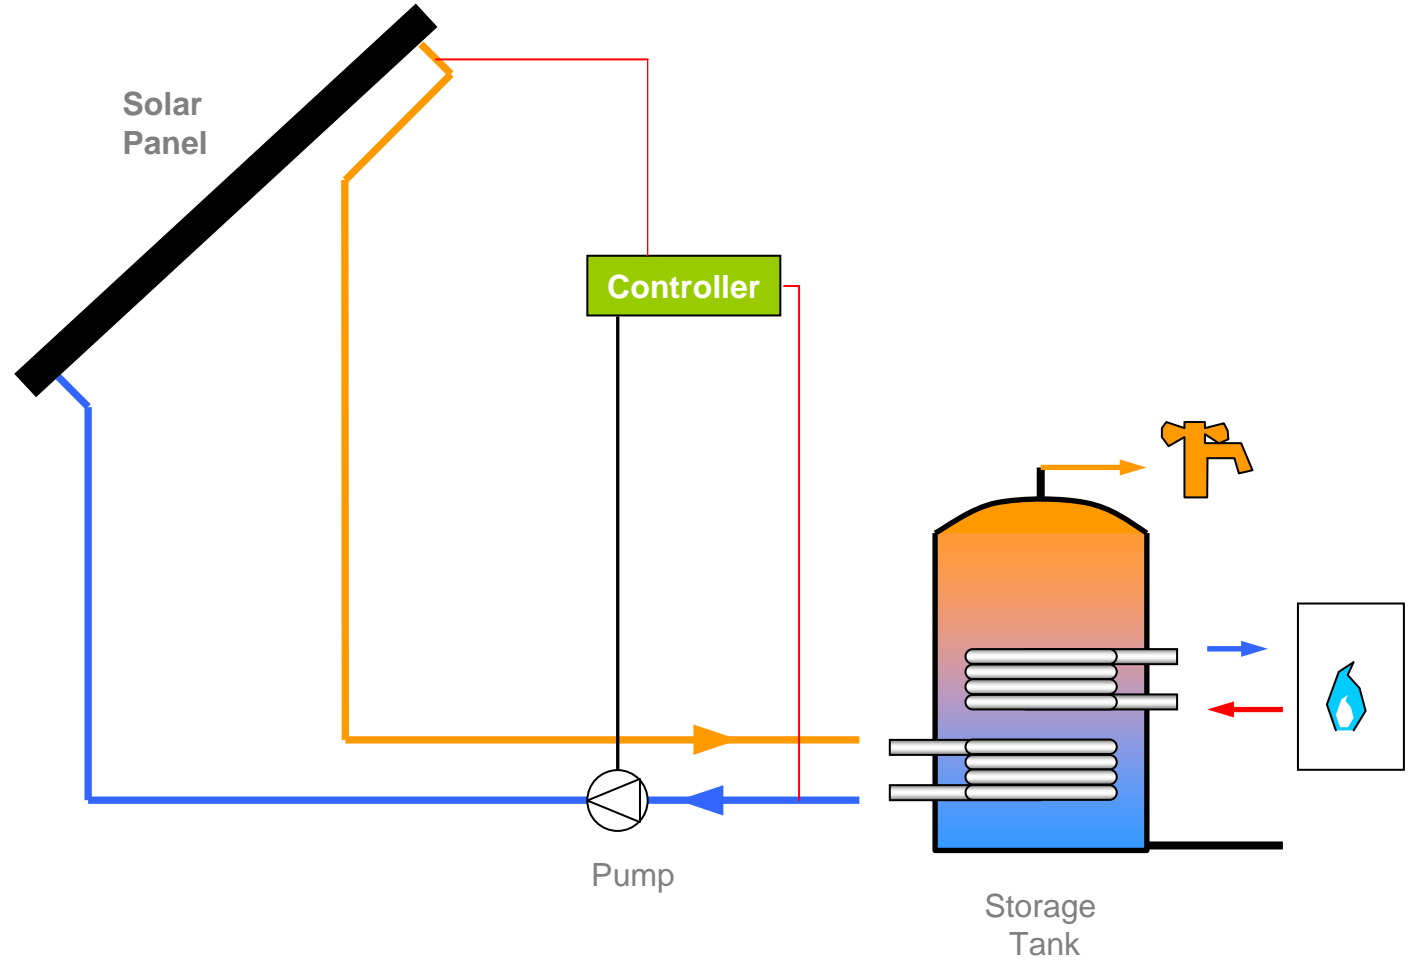 Solar
Panel
Controller
Pump
Storage
Tank